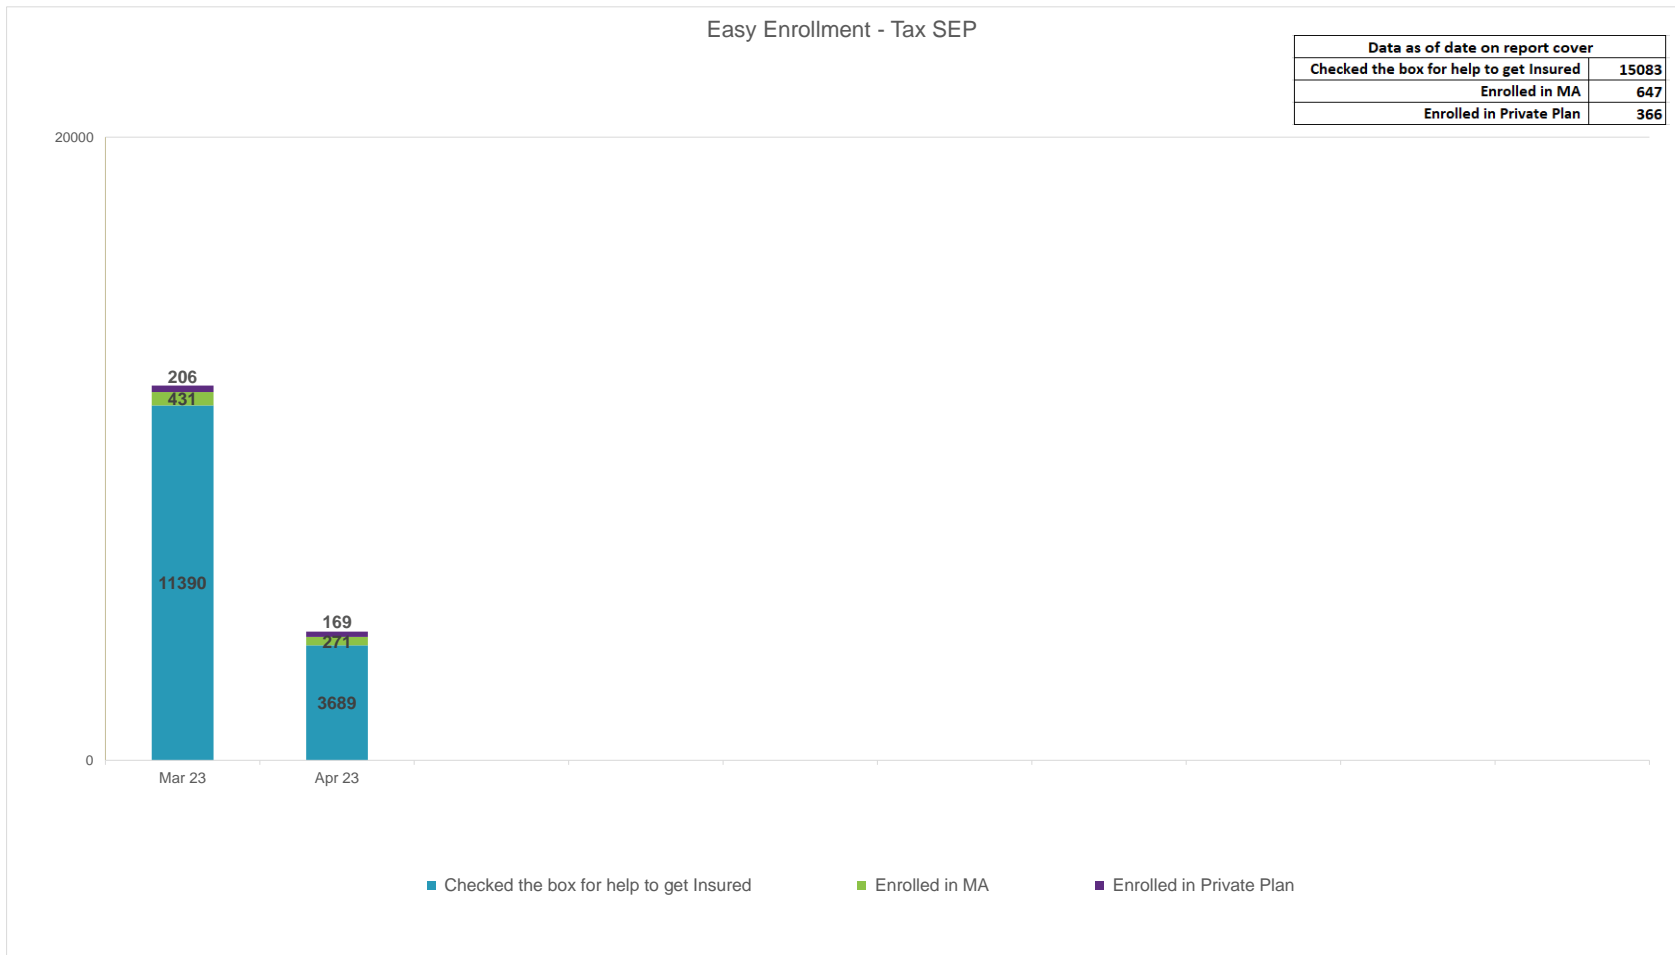 Easy Enrollment - Tax SEP
Data as of date on report cover
Checked the box for help to get Insured 15083
Enrolled in MA 647
Enrolled in Private Plan 366
20000
206
431
11390
169
271
3689
0
Mar 23 Apr 23
Checked the box for help to get Insured Enrolled in MA Enrolled in Private Plan